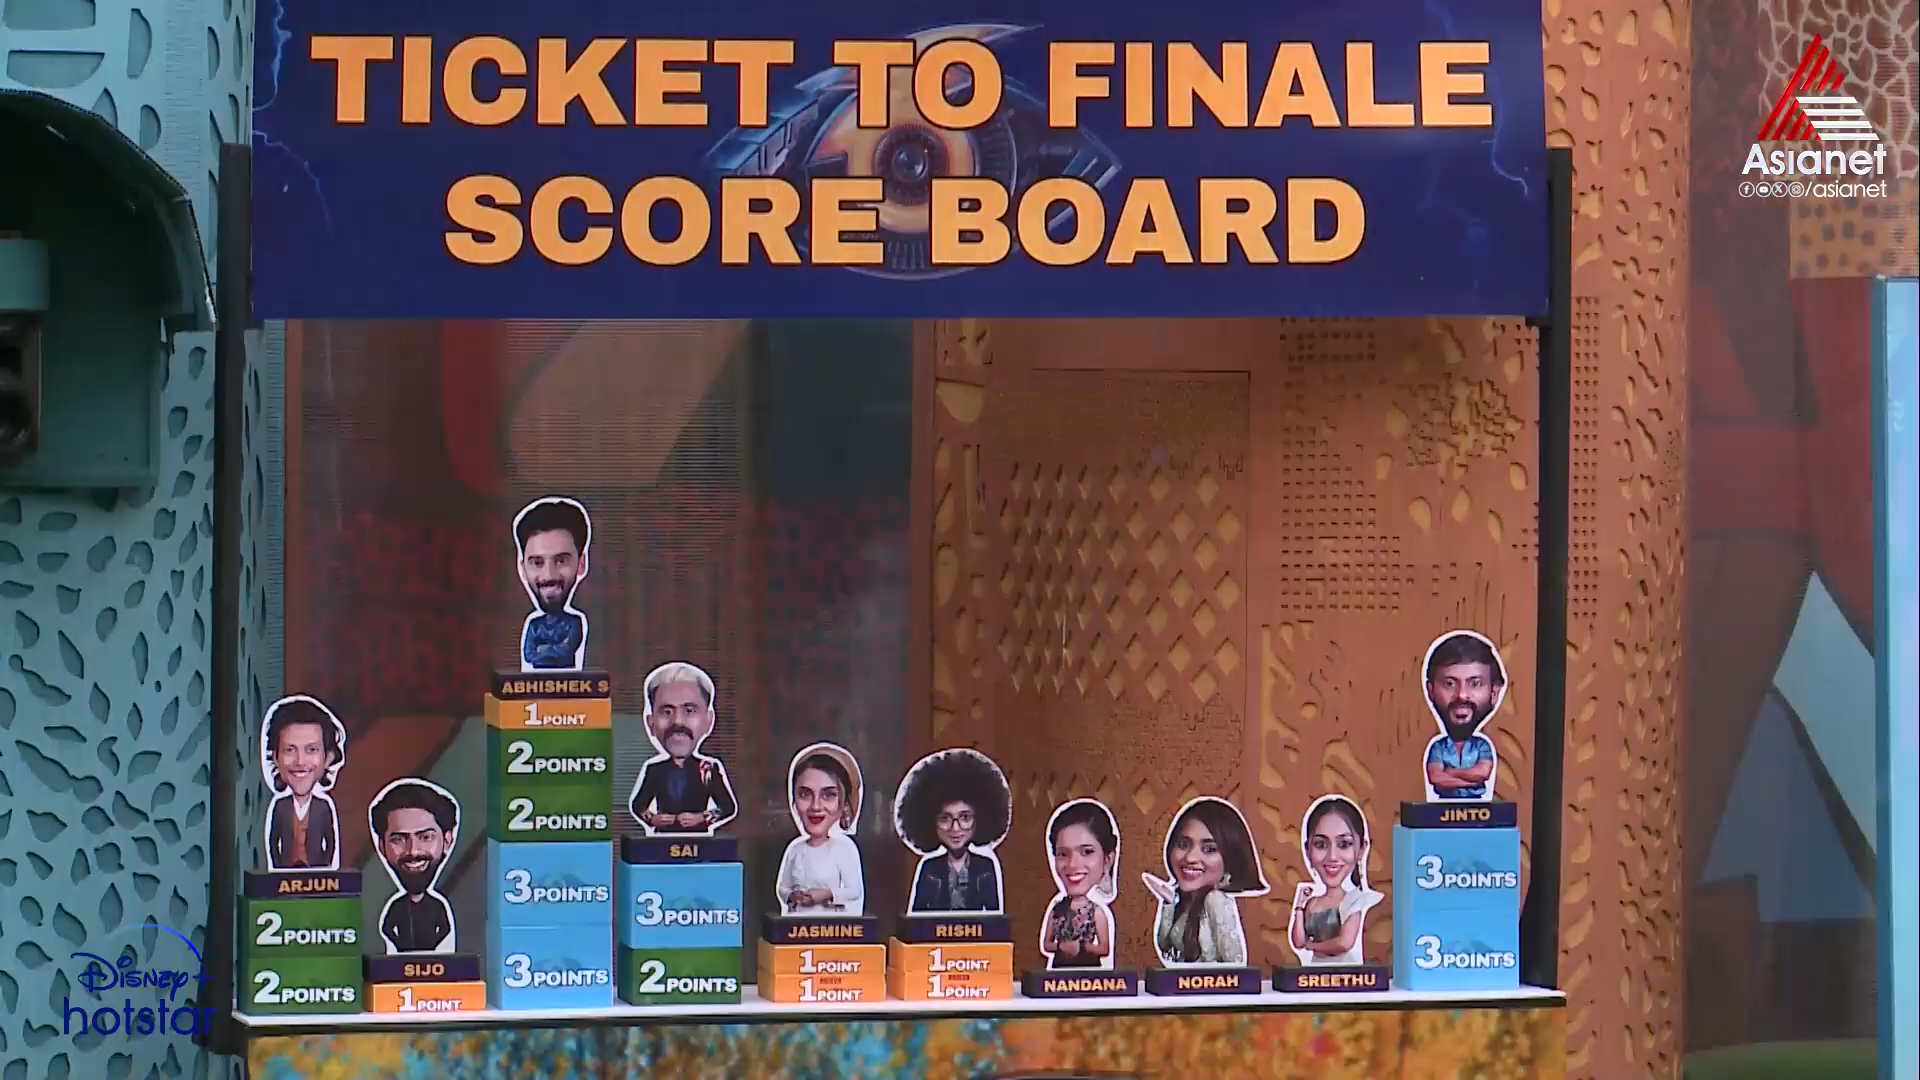 TICKET TO FINALE
SCORE BOARD
Asianet
/asianet
ABHISHEK S
1 POINT
2 POINTS
2 POINTS
3 POINTS
3 POINTS
ARJUN
2 POINTS
2 POINTS
SIJO
1 POINT
SAI
3 POINTS
2 POINTS
JASMINE
1 POINT
1 POINT
RISHI
1 POINT
1 POINT
NANDANA
NORAH
SREETHU
JINTO
3 POINTS
3 POINTS
Disney+
hotstar